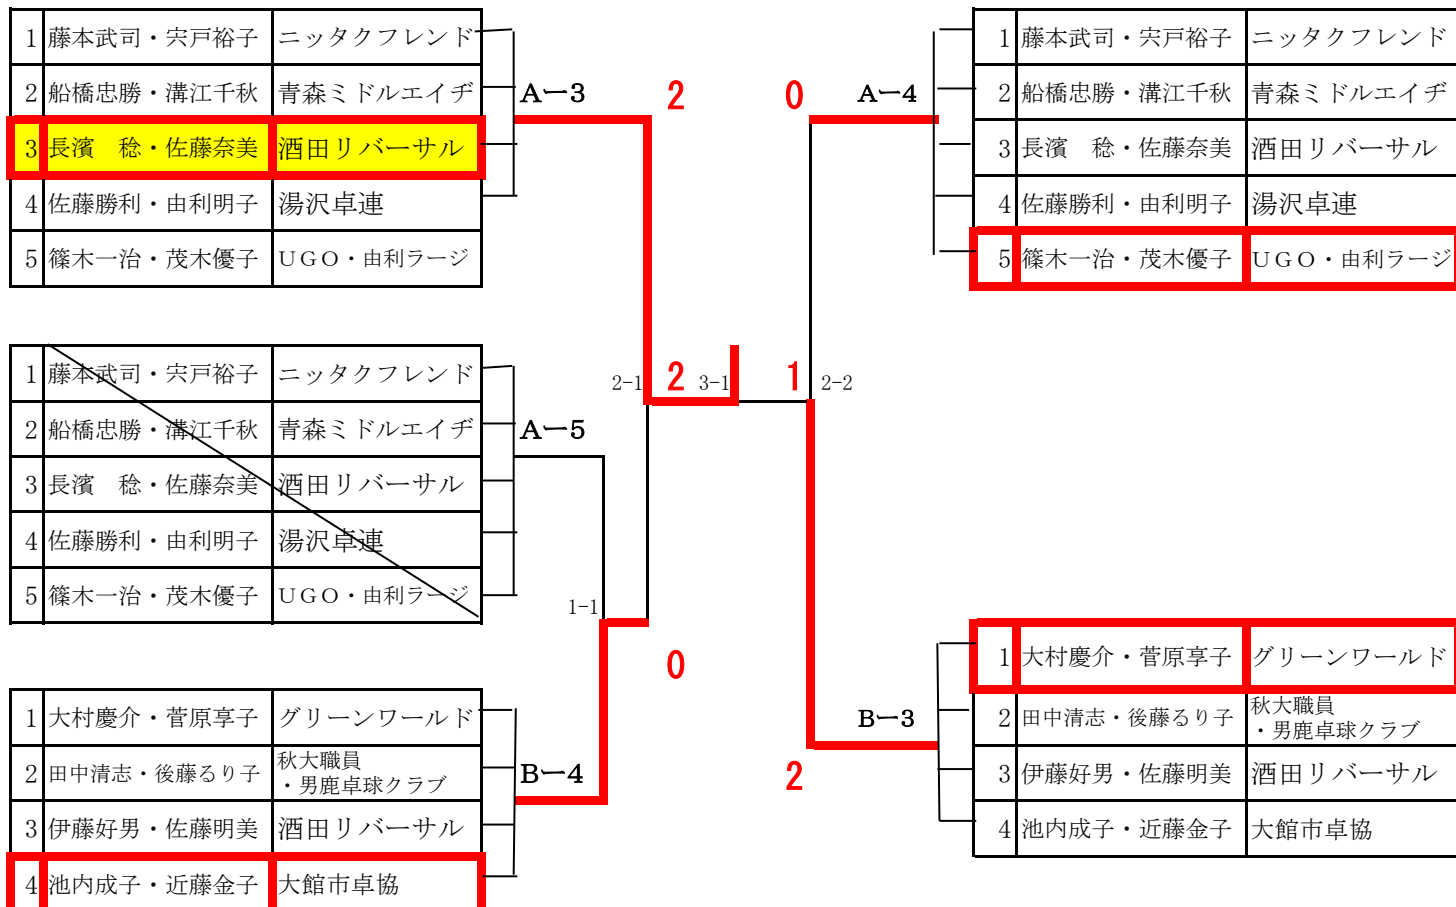 1 藤本武司・宍戸裕子 ニッタクフレンド
2 船橋忠勝・溝江千秋 青森ミドルエイヂ
3 長濱　稔・佐藤奈美 酒田リバーサル
4 佐藤勝利・由利明子 湯沢卓連
5 篠木一治・茂木優子 UGO・由利ラージ
A－3
2
0
A－4
1 藤本武司・宍戸裕子 ニッタクフレンド
2 船橋忠勝・溝江千秋 青森ミドルエイヂ
3 長濱　稔・佐藤奈美 酒田リバーサル
4 佐藤勝利・由利明子 湯沢卓連
5 篠木一治・茂木優子 UGO・由利ラージ
1 藤本武司・宍戸裕子 ニッタクフレンド
2 船橋忠勝・溝江千秋 青森ミドルエイヂ
3 長濱　稔・佐藤奈美 酒田リバーサル
4 佐藤勝利・由利明子 湯沢卓連
5 篠木一治・茂木優子 UGO・由利ラージ
A－5
2-1
2
3-1
1
2-2
1-1
0
1 大村慶介・菅原享子 グリーンワールド
2 田中清志・後藤るり子 秋大職員
・男鹿卓球クラブ
3 伊藤好男・佐藤明美 酒田リバーサル
4 池内成子・近藤金子 大館市卓協
B－4
2
B－3
1 大村慶介・菅原享子 グリーンワールド
2 田中清志・後藤るり子 秋大職員
・男鹿卓球クラブ
3 伊藤好男・佐藤明美 酒田リバーサル
4 池内成子・近藤金子 大館市卓協